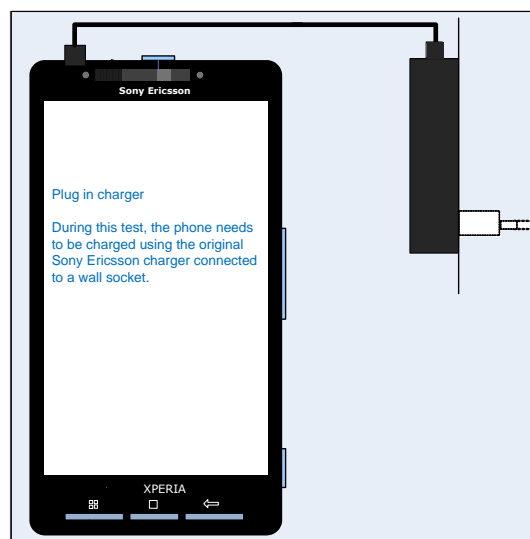 Sony Ericsson
Plug in charger
During this test, the phone needs
to be charged using the original
Sony Ericsson charger connected
to a wall socket.
XPERIA